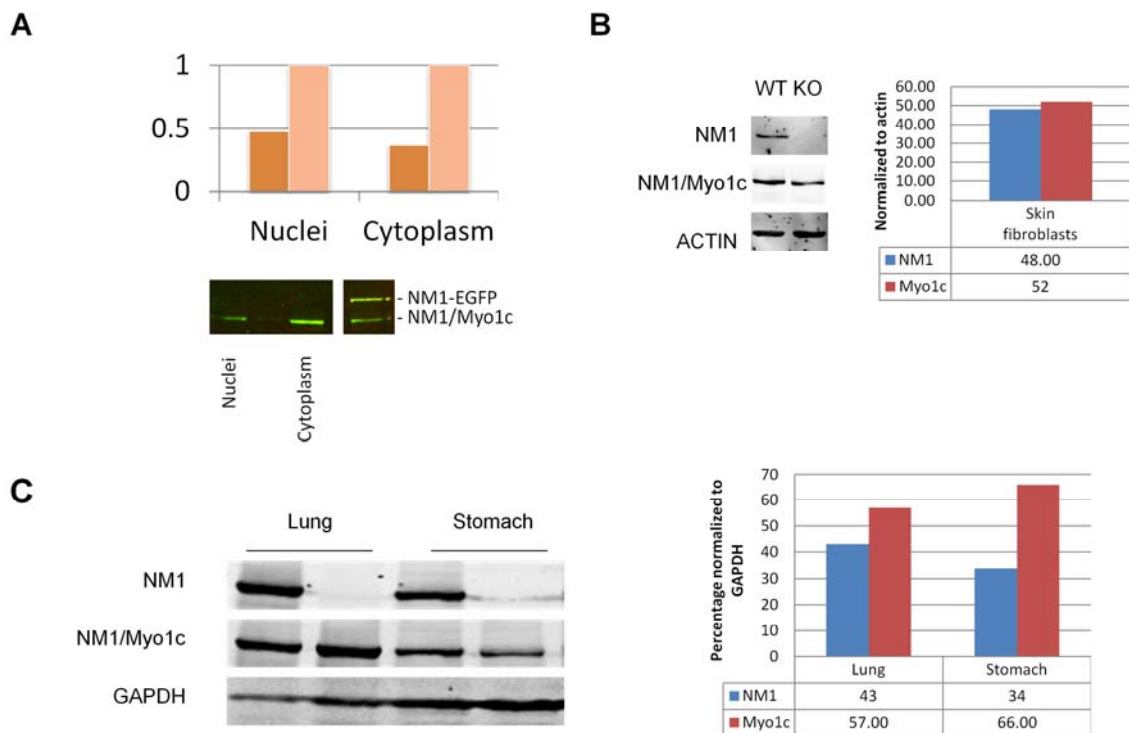 A
1
0.5
0
Nuclei Cytoplasm
- NM1-EGFP
- NM1/Myo1c
Nuclei
Cytoplasm
B
WT KO
NM1
NM1/Myo1c
ACTIN
Normalized to actin
60.00
50.00
40.00
30.00
20.00
10.00
0.00
Skin
fibroblasts
NM1 48.00
Myo1c 52
C
Lung Stomach
NM1
NM1/Myo1c
GAPDH
Percentage normalized to
GAPDH
70
60
50
40
30
20
10
0
Lung Stomach
NM1 43 34
Myo1c 57.00 66.00